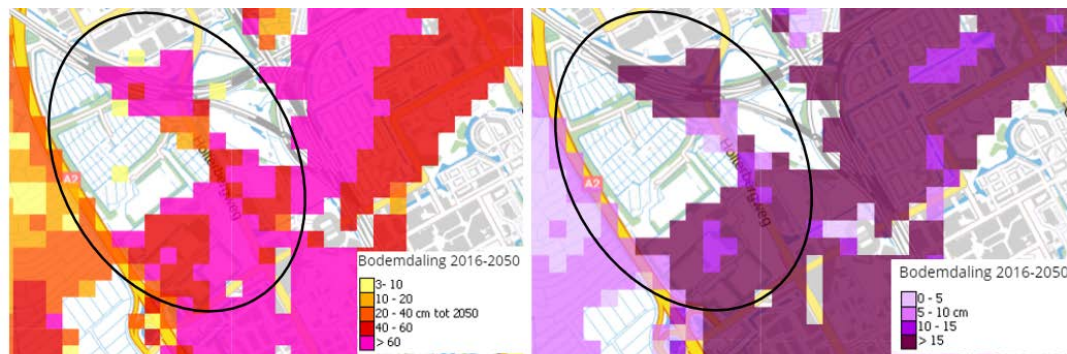 A2
Hollandergweg
Bodemdaling 2016-2050
3- 10
10 - 20
20 - 40 cm tot 2050
40 - 60
> 60
A2
Bodemdaling 2016-2050
0 - 5
5 - 10 cm
10 - 15
> 15